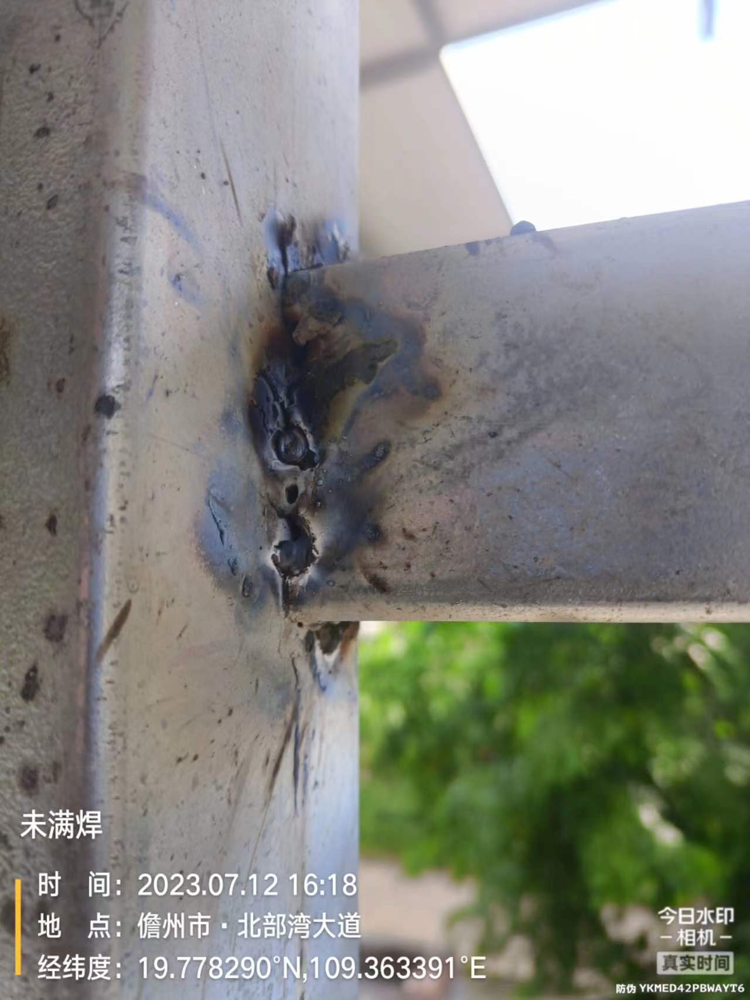 未满焊
时 间：2023.07.12 16:18
地 点：儋州市·北部湾大道
经纬度：19.778290°N,109.363391°E
今日水印
-相机-
真实时间
防伪 YKMED42PBWAYT6